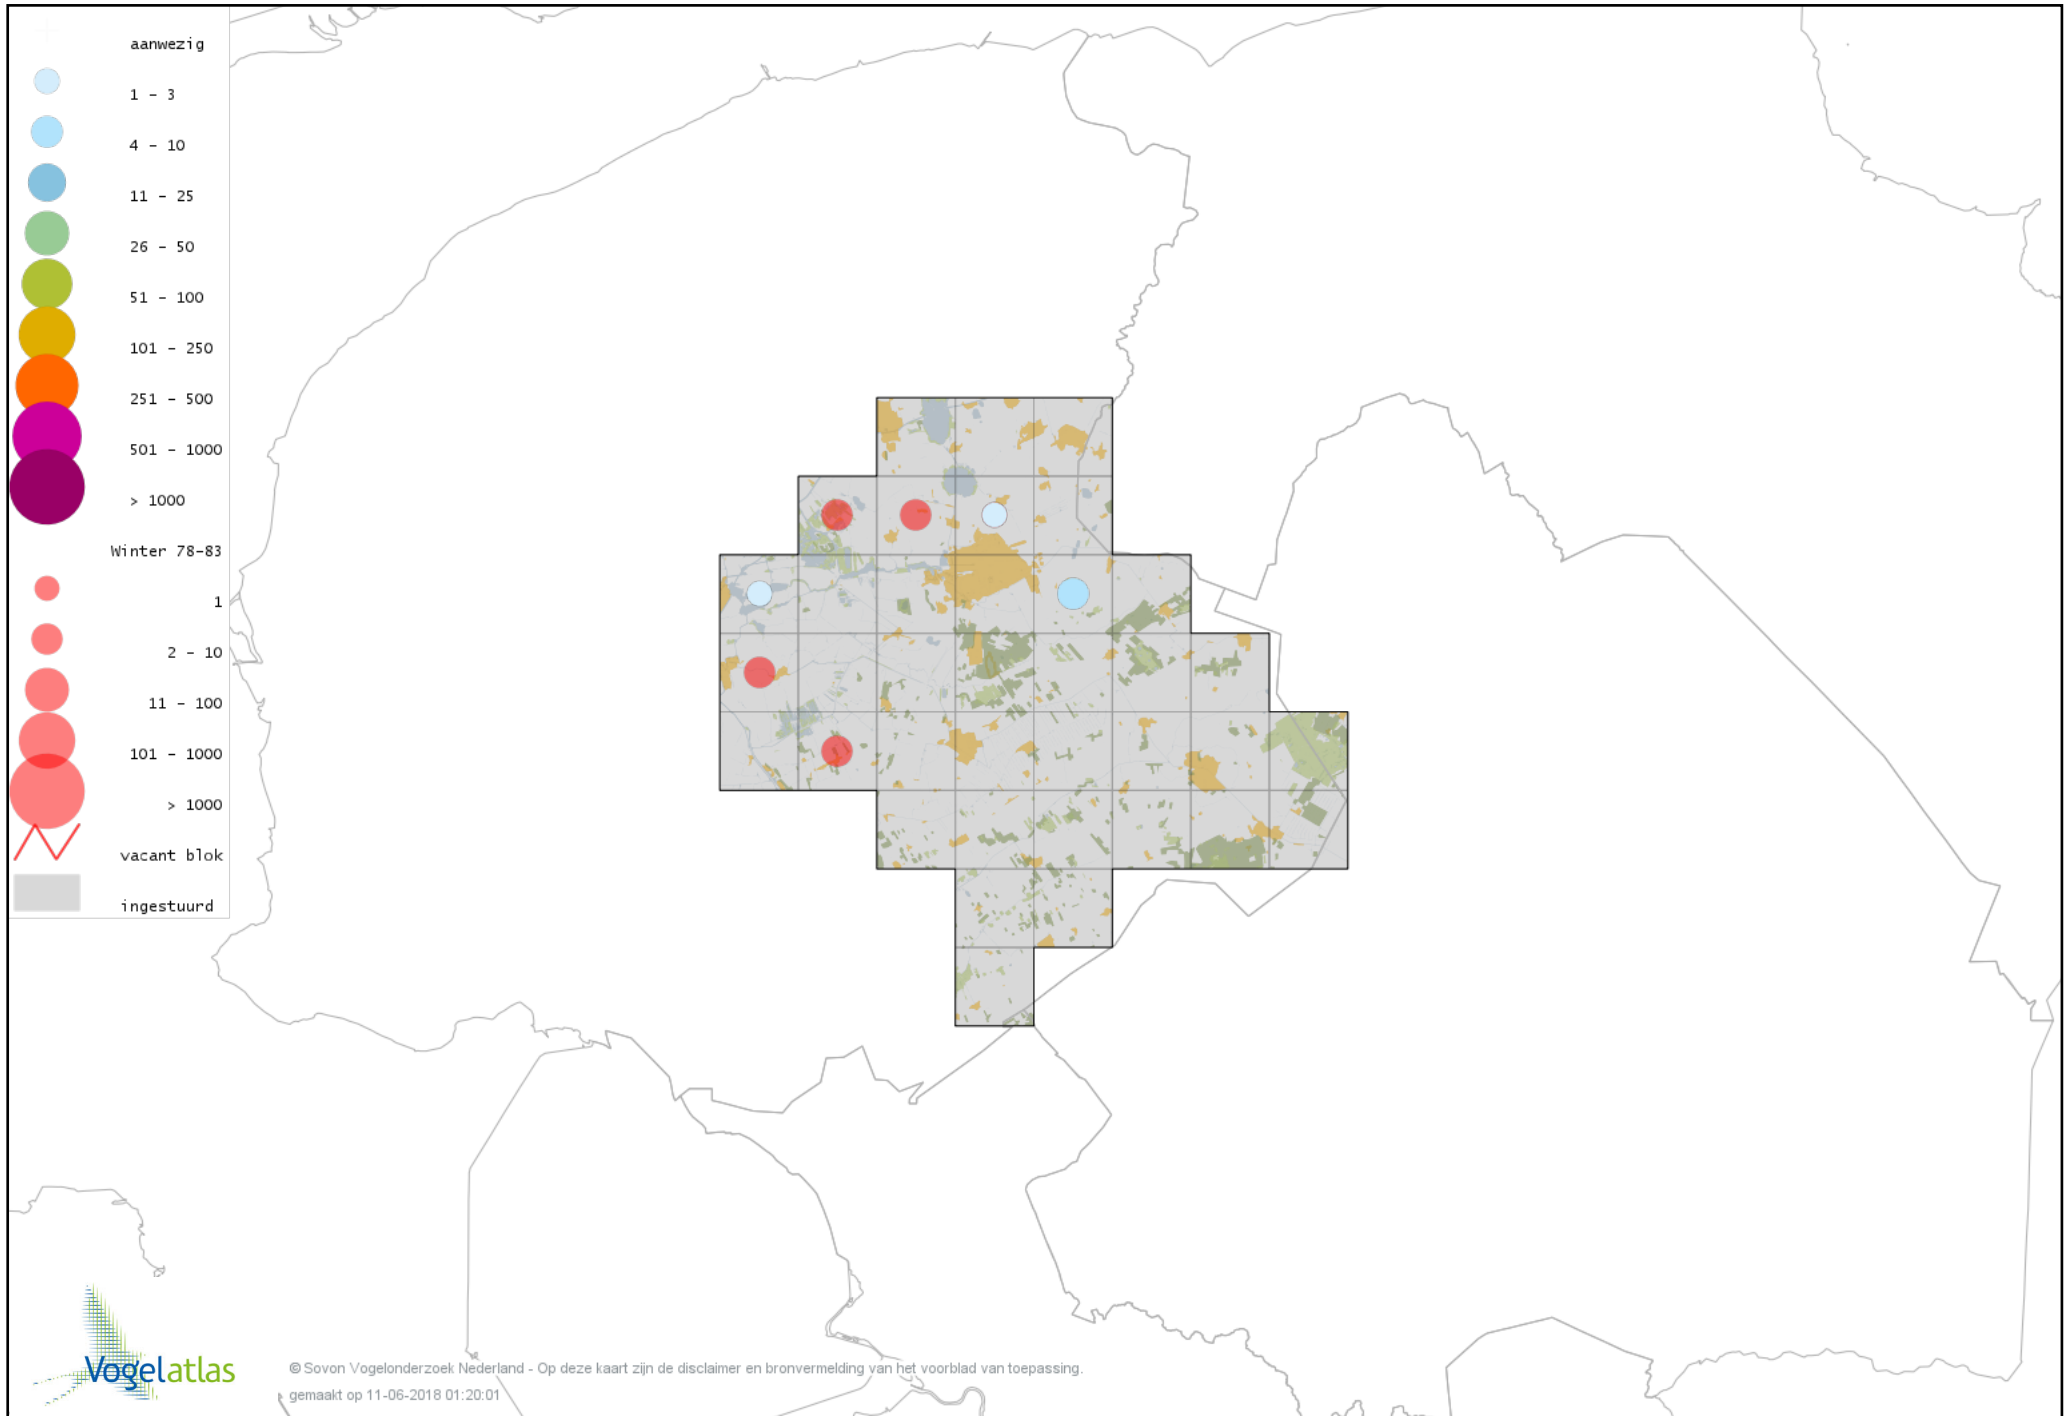 aanwezig
1 - 3
4 - 10
11 - 25
26 - 50
51 - 100
101 - 250
251 - 500
501 - 1000
> 1000
Winter 78-83
1
2 - 10
11 - 100
101 - 1000
> 1000
vacant blok
ingestuurd
Vogelatlas
© Sovon Vogelonderzoek Nederland - Op deze kaart zijn de disclaimer en bronvermelding van het voorblad van toepassing.
gemaakt op 11-06-2018 01:20:01